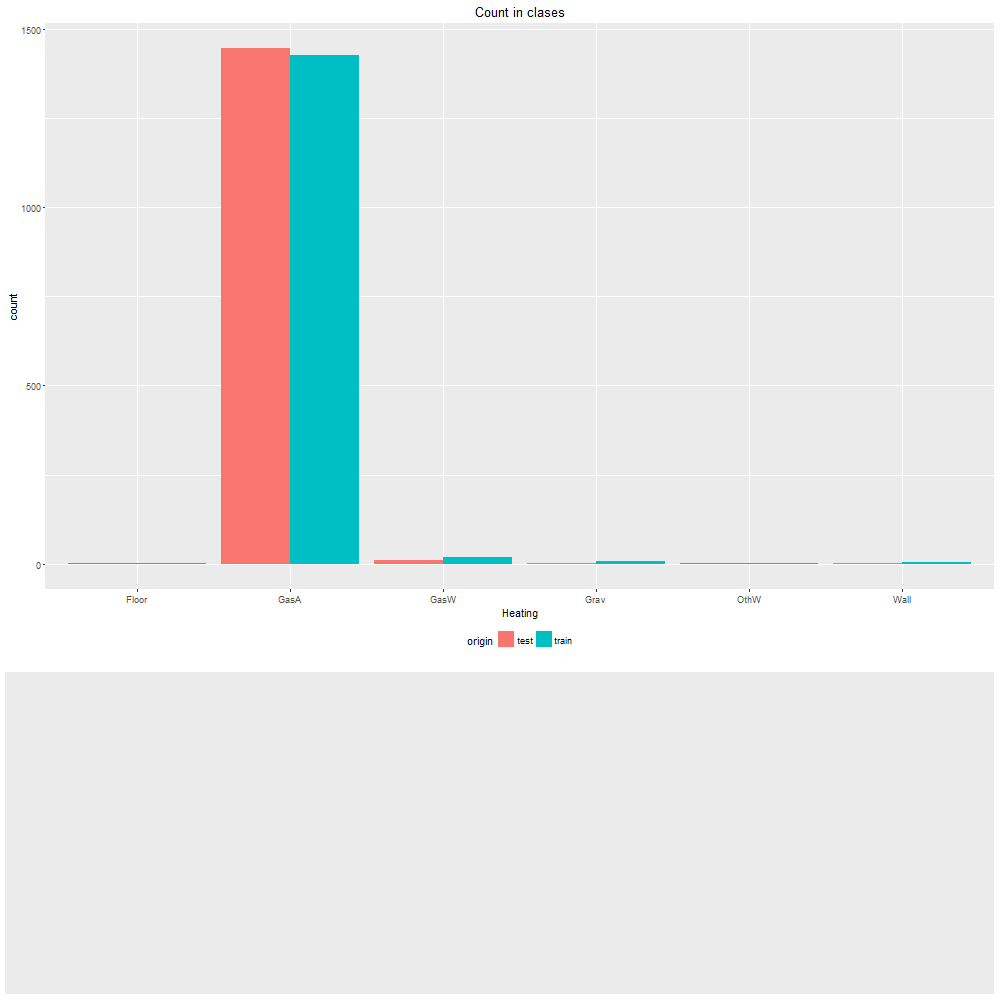 Count in clases
1500
1000
500
0
count
Floor GasA GasW Grav OthW Wall
Heating
origin test train